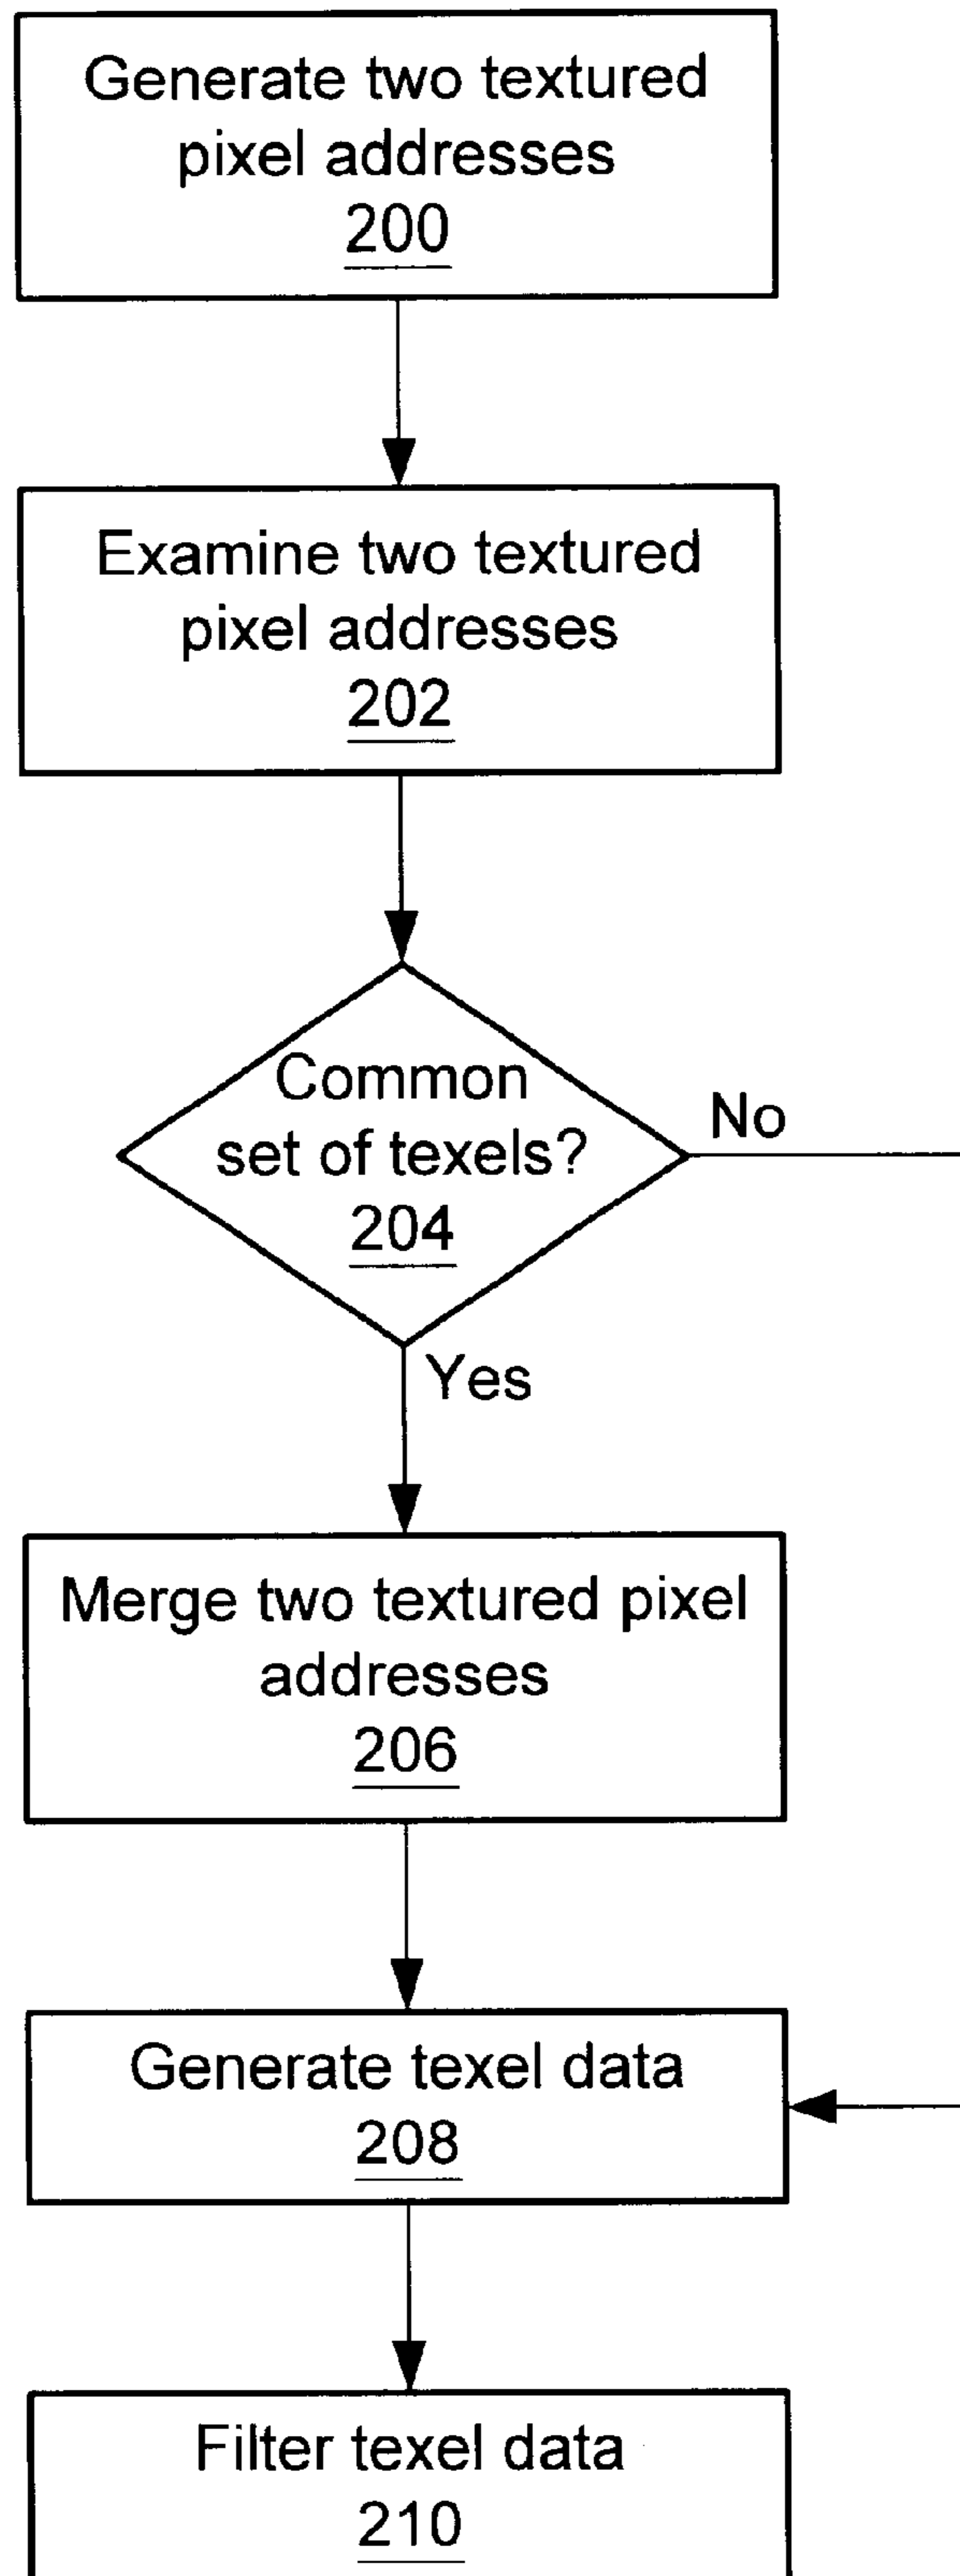 Generate two textured
pixel addresses
200
Examine two textured
pixel addresses
202
Common
set of texels?
204
No
Yes
Merge two textured pixel
addresses
206
Generate texel data
208
Filter texel data
210